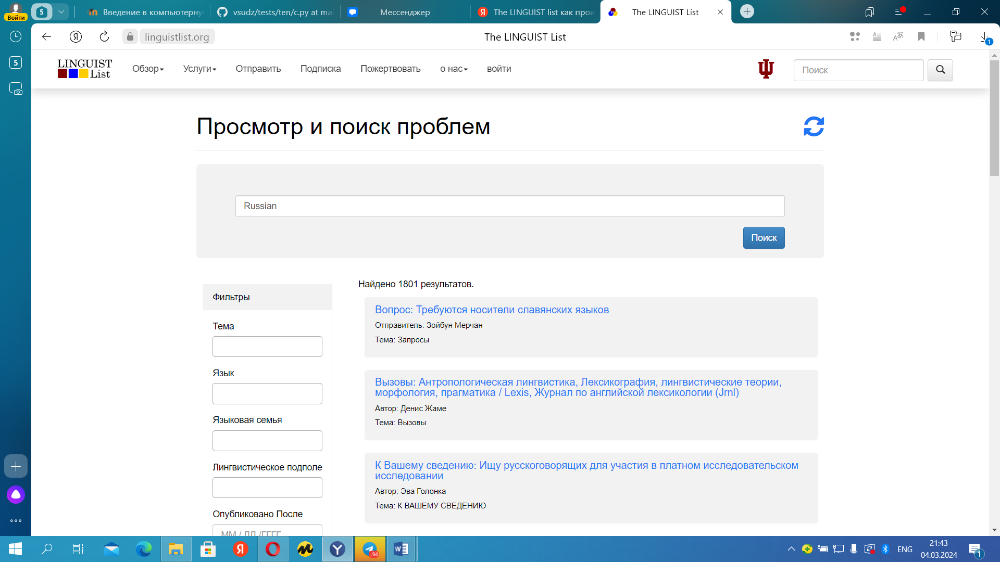 Войти
5
Введение в компьютерну
vsudz/tests/ten/c.py at mai
Мессенджер
The LINGUIST list как прои
The LINGUIST List
linguistlist.org
The LINGUIST List
1
5
LINGUIST
List
Обзор
Услуги
Отправить
Подписка
Пожертвовать
о нас
войти
Поиск
Просмотр и поиск проблем
Russian
Поиск
Фильтры
Тема
Язык
Языковая семья
Лингвистическое подполе
Опубликовано После
ММ / ДД /ГГГГ
Найдено 1801 результатов.
Вопрос: Требуются носители славянских языков
Отправитель: Зойбун Мерчан
Тема: Запросы
Вызовы: Антропологическая лингвистика, Лексикография, лингвистические теории,
морфология, прагматика / Lexis, Журнал по английской лексикологии (Jrnl)
Автор: Денис Жаме
Тема: Вызовы
К Вашему сведению: Ищу русскоговорящих для участия в платном исследовательском
исследовании
Автор: Эва Голонка
Тема: К ВАШЕМУ СВЕДЕНИЮ
..94
ENG
21:43
04.03.2024
1